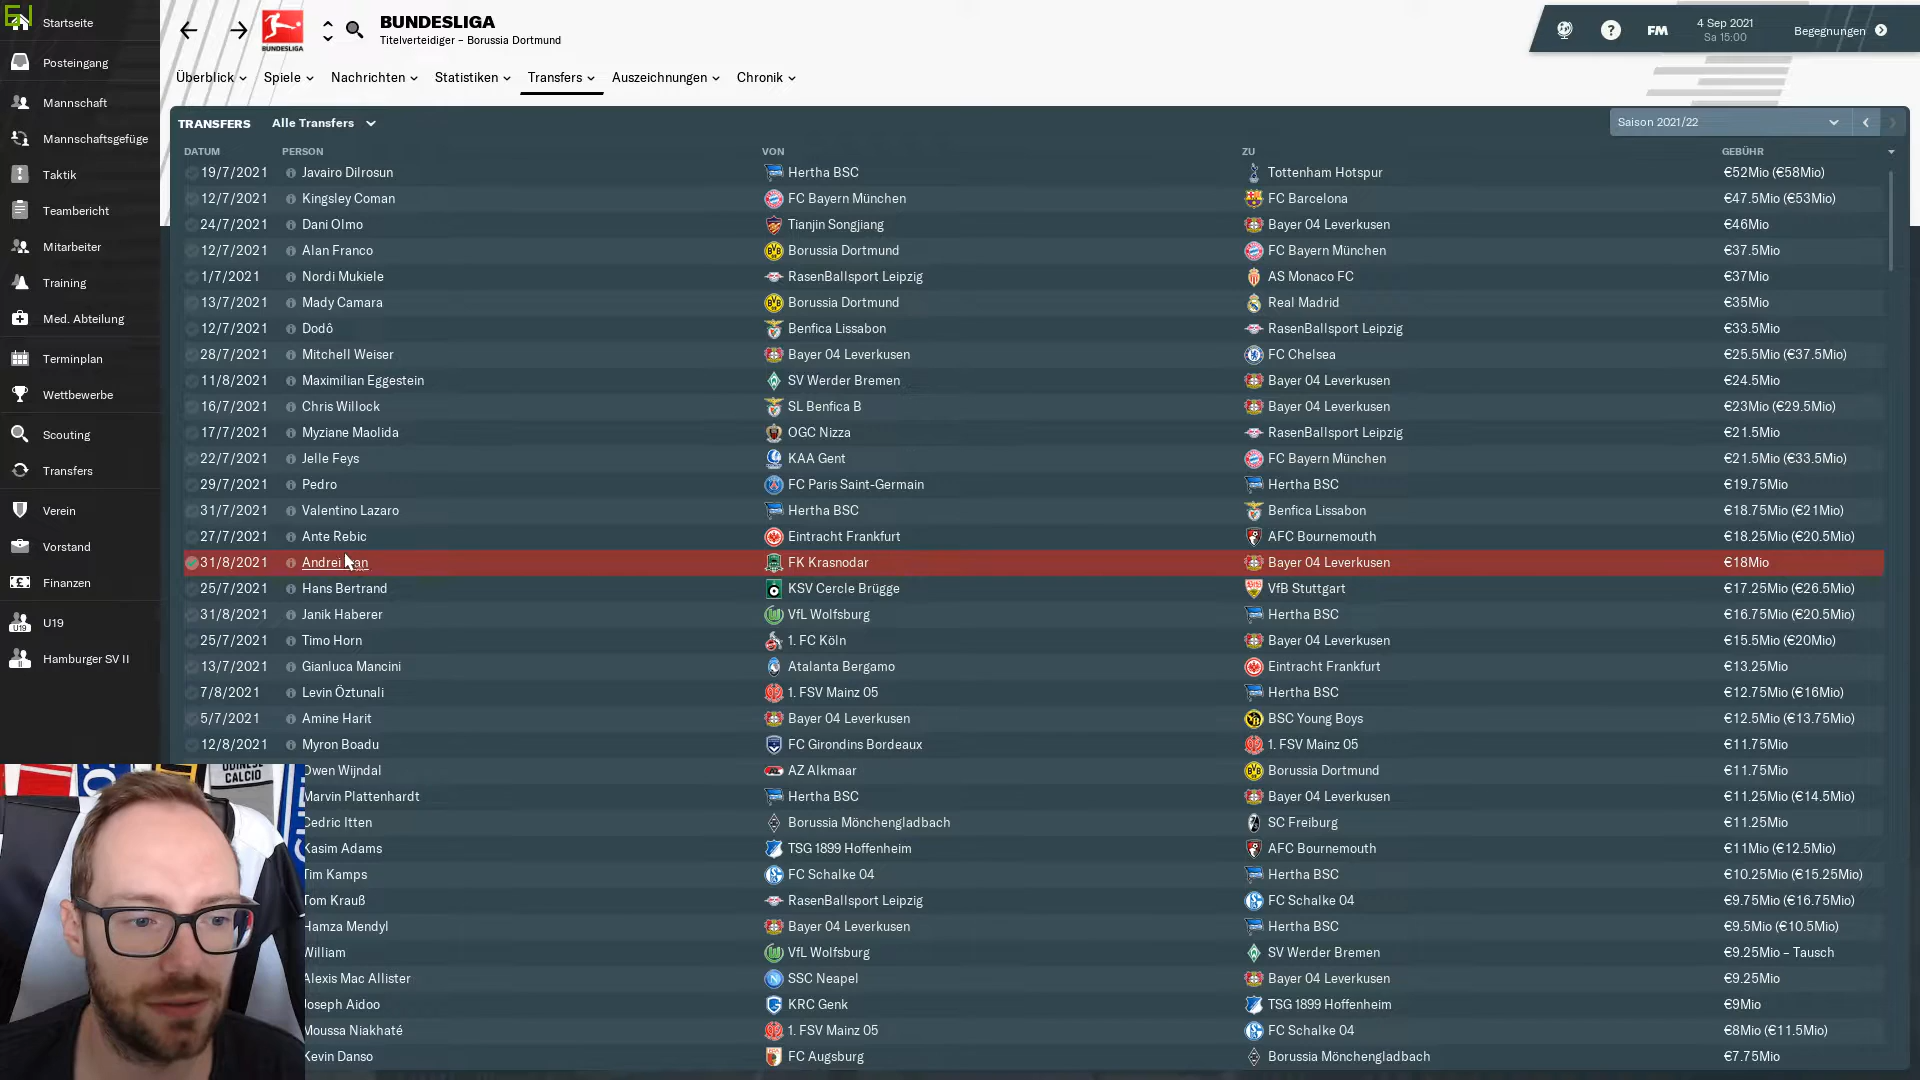 Startseite
Posteingang
Mannschaft
Mannschaftsgefüge
Taktik
Teambericht
Mitarbeiter
Training
Med. Abteilung
Terminplan
Wettbewerbe
Scouting
Transfers
Verein
Vorstand
Finanzen
U19
Hamburger SV II
BUNDESLIGA
BUNDESLIGA
Titelverteidiger – Borussia Dortmund
? FM 4 Sep 2021
Sa 15:00
Begegnungen
Überblick Spiele Nachrichten Statistiken Transfers Auszeichnungen Chronik
TRANSFERS Alle Transfers Saison 2021/22
DATUM PERSON VON ZU GEBÜHR
19/7/2021 Javairo Dilrosun Hertha BSC Tottenham Hotspur €52Mio (€58Mio)
12/7/2021 Kingsley Coman FC Bayern München FC Barcelona €47.5Mio (€53Mio)
24/7/2021 Dani Olmo Tianjin Songjiang Bayer 04 Leverkusen €46Mio
12/7/2021 Alan Franco Borussia Dortmund FC Bayern München €37.5Mio
1/7/2021 Nordi Mukiele RasenBallsport Leipzig AS Monaco FC €37Mio
13/7/2021 Mady Camara Borussia Dortmund Real Madrid €35Mio
12/7/2021 Dodô Benfica Lissabon RasenBallsport Leipzig €33.5Mio
28/7/2021 Mitchell Weiser Bayer 04 Leverkusen FC Chelsea €25.5Mio (€37.5Mio)
11/8/2021 Maximilian Eggestein SV Werder Bremen Bayer 04 Leverkusen €24.5Mio
16/7/2021 Chris Willock SL Benfica B Bayer 04 Leverkusen €23Mio (€29.5Mio)
17/7/2021 Myziane Maolida OGC Nizza RasenBallsport Leipzig €21.5Mio
22/7/2021 Jelle Feys KAA Gent FC Bayern München €21.5Mio (€33.5Mio)
29/7/2021 Pedro FC Paris Saint-Germain Hertha BSC €19.75Mio
31/7/2021 Valentino Lazaro Hertha BSC Benfica Lissabon €18.75Mio (€21Mio)
27/7/2021 Ante Rebic Eintracht Frankfurt AFC Bournemouth €18.25Mio (€20.5Mio)
31/8/2021 Andrei FK Krasnodar Bayer 04 Leverkusen €18Mio
25/7/2021 Hans Bertrand KSV Cercle Brügge VfB Stuttgart €17.25Mio (€26.5Mio)
31/8/2021 Janik Haberer VfL Wolfsburg Hertha BSC €16.75Mio (€20.5Mio)
25/7/2021 Timo Horn 1. FC Köln Bayer 04 Leverkusen €15.5Mio (€20Mio)
13/7/2021 Gianluca Mancini Atalanta Bergamo Eintracht Frankfurt €13.25Mio
7/8/2021 Levin Öztunali 1. FSV Mainz 05 Hertha BSC €12.75Mio (€16Mio)
5/7/2021 Amine Harit Bayer 04 Leverkusen BSC Young Boys €12.5Mio (€13.75Mio)
12/8/2021 Myron Boadu FC Girondins Bordeaux 1. FSV Mainz 05 €11.75Mio
Owen Wijndal AZ Alkmaar Borussia Dortmund €11.75Mio
Marvin Plattenhardt Hertha BSC Bayer 04 Leverkusen €11.25Mio (€14.5Mio)
Cedric Itten Borussia Mönchengladbach SC Freiburg €11.25Mio
Kasim Adams TSG 1899 Hoffenheim AFC Bournemouth €11Mio (€12.5Mio)
Tim Kamps FC Schalke 04 Hertha BSC €10.25Mio (€15.25Mio)
Tom Krauß RasenBallsport Leipzig FC Schalke 04 €9.75Mio (€16.75Mio)
Hamza Mendyl Bayer 04 Leverkusen Hertha BSC €9.5Mio (€10.5Mio)
William VfL Wolfsburg SV Werder Bremen €9.25Mio – Tausch
Alexis Mac Allister SSC Neapel Bayer 04 Leverkusen €9.25Mio
Joseph Aidoo KRC Genk TSG 1899 Hoffenheim €9Mio
Moussa Niakhaté 1. FSV Mainz 05 FC Schalke 04 €8Mio (€11.5Mio)
Kevin Danso FC Augsburg Borussia Mönchengladbach €7.75Mio
UDINESE
CALCIO